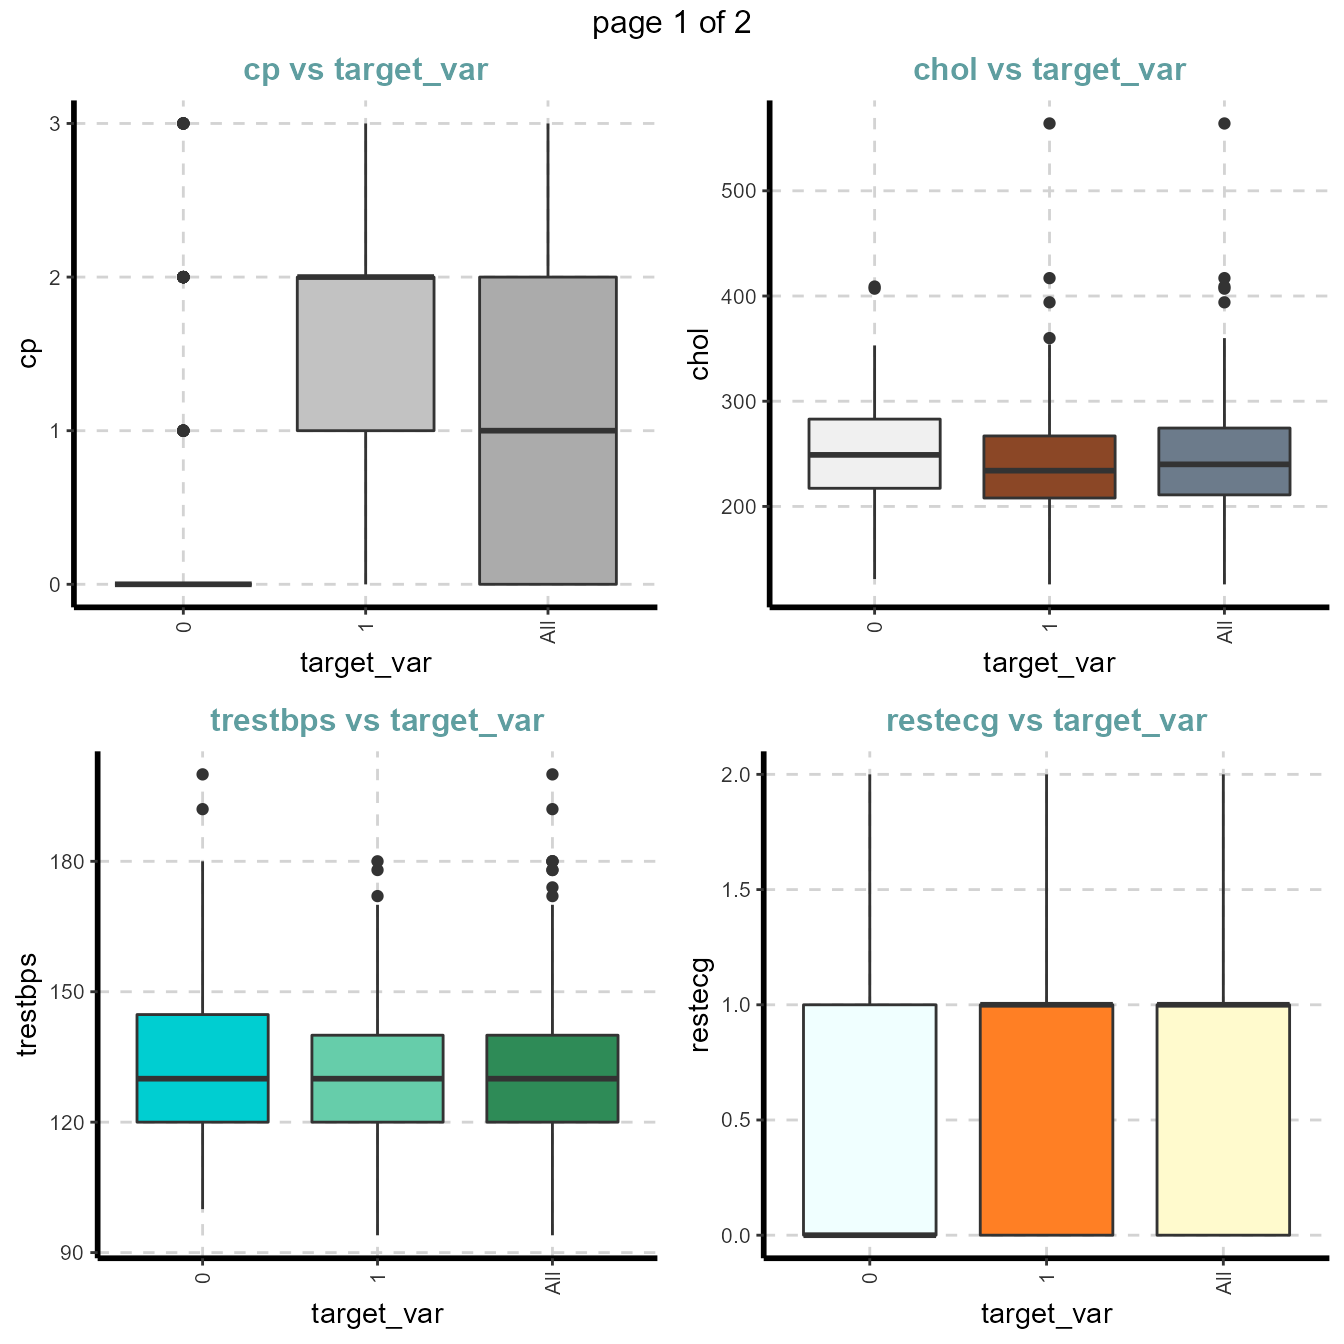 page 1 of 2
cp vs target_var
3
2
1
0
cp
0
1
All
target_var
chol vs target_var
500
400
300
200
chol
0
1
All
target_var
trestbps vs target_var
180
150
120
90
trestbps
0
1
All
target_var
restecg vs target_var
2.0
1.5
1.0
0.5
0.0
restecg
0
1
All
target_var